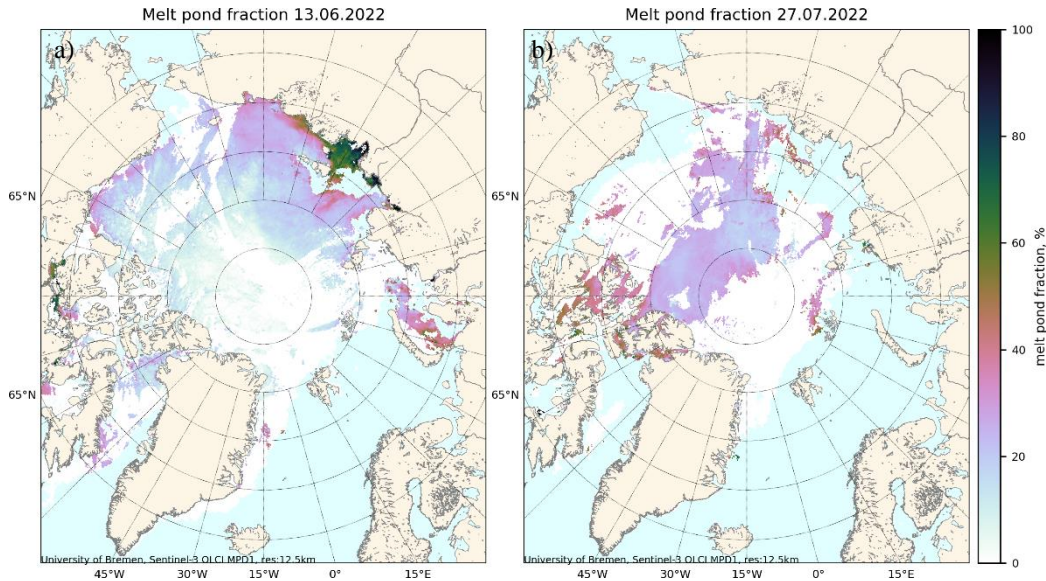 Melt pond fraction 13.06.2022
a)
65°N
65°N
University of Bremen, Sentinel-3 OLCI MPD1, res:12.5km
45°W 30°W 15°W 0° 15°E
Melt pond fraction 27.07.2022
b)
65°N
65°N
University of Bremen, Sentinel-3 OLCI MPD1, res:12.5km
45°W 30°W 15°W 0° 15°E
100
80
60
40
20
0
melt pond fraction, %